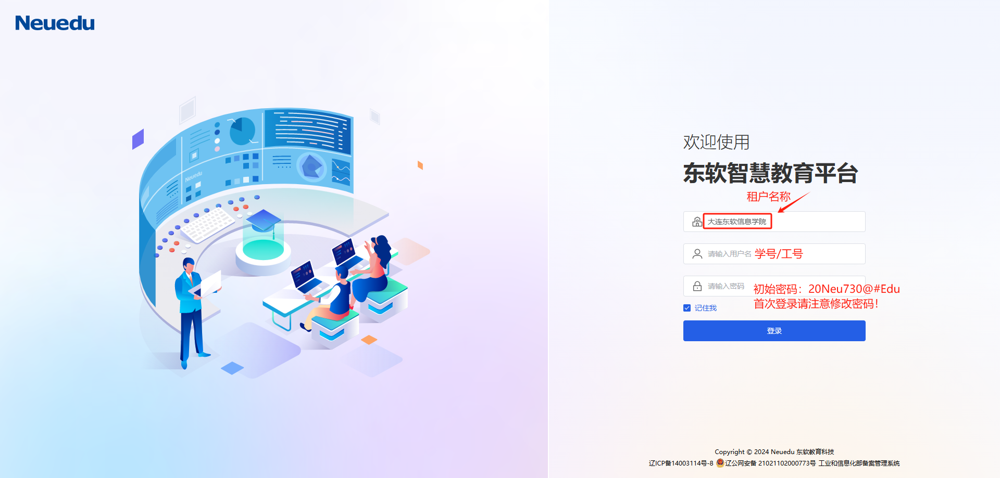 Neuedu
Neuedu
欢迎使用
东软智慧教育平台
租户名称
大连东软信息学院
请输入用户名 学号/工号
请输入密码 初始密码：20Neu730@#Edu
首次登录请注意修改密码！
记住我
登录
Copyright © 2024 Neuedu 东软教育科技
辽ICP备14003114号-8 辽公网安备 21021102000773号 工业和信息化部备案管理系统